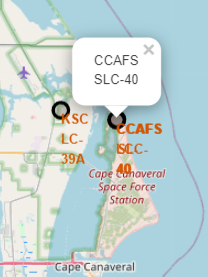 CCAFS
SLC-40
×
KSC
LC-
39A
CCAFS
SLC-
40
Cape Canaveral
Space Force
Station
Cape Canaveral